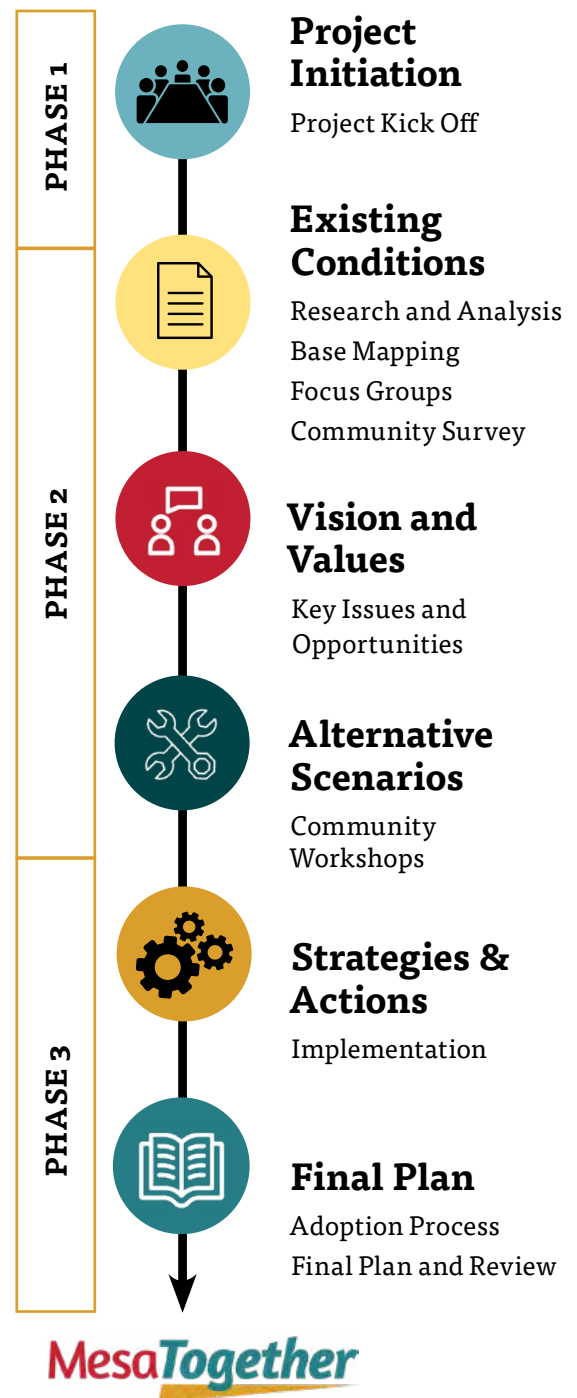 PHASE 1
Project
Initiation
Project Kick Off
PHASE 2
Existing
Conditions
Research and Analysis
Base Mapping
Focus Groups
Community Survey
Vision and
Values
Key Issues and
Opportunities
Alternative
Scenarios
Community
Workshops
PHASE 3
Strategies &
Actions
Implementation
Final Plan
Adoption Process
Final Plan and Review
MesaTogether